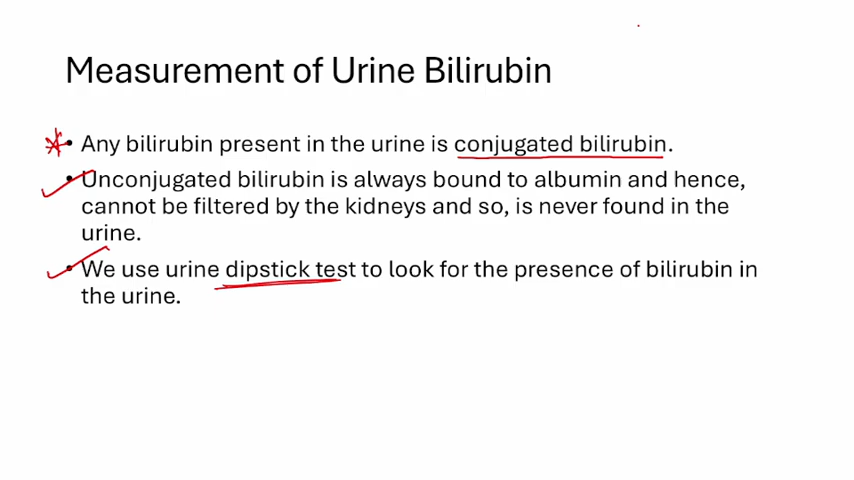 Measurement of Urine Bilirubin
• Any bilirubin present in the urine is conjugated bilirubin.
• Unconjugated bilirubin is always bound to albumin and hence,
cannot be filtered by the kidneys and so, is never found in the
urine.
• We use urine dipstick test to look for the presence of bilirubin in
the urine.